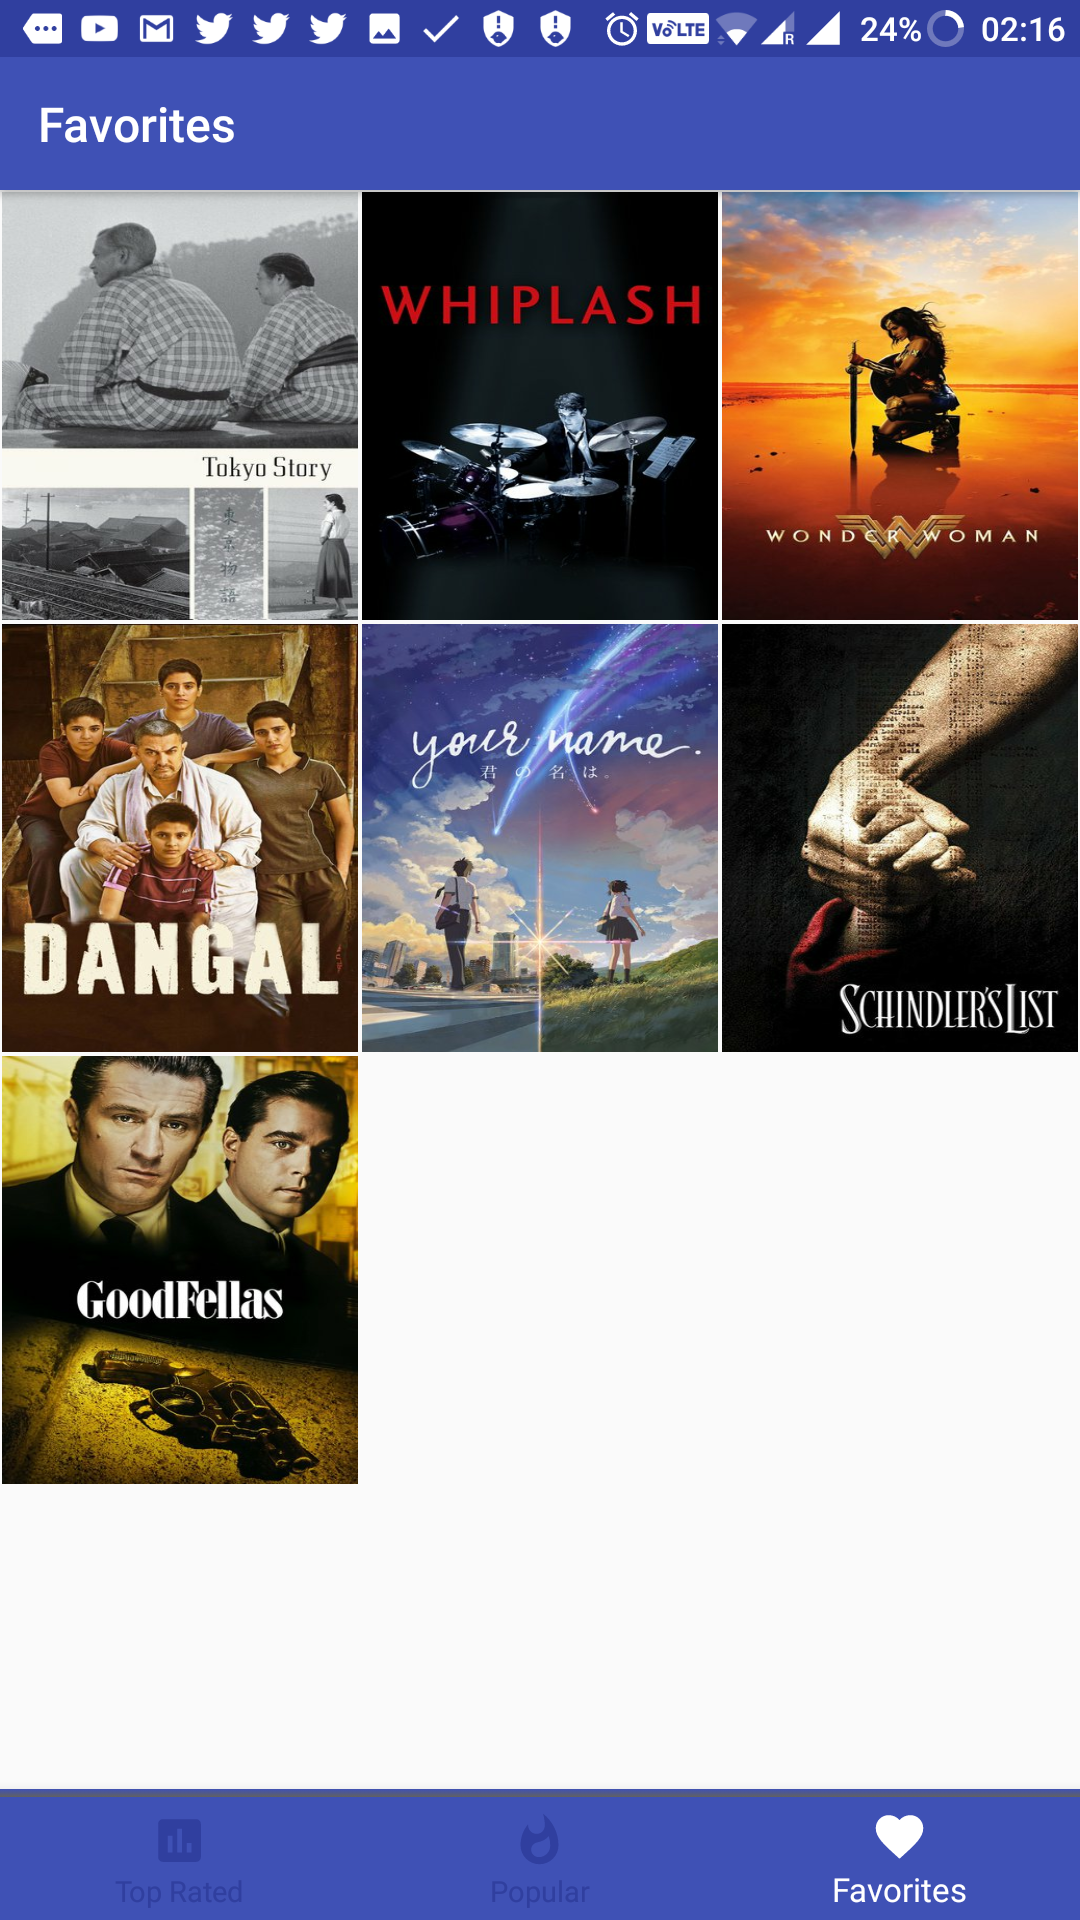 VoLTE R 24% 02:16
Favorites
Tokyo Story
東京物語
WHIPLASH
WONDER WOMAN
DANGAL
your name.
君の名は。
SCHINDLER'S LIST
GoodFellas
Top Rated
Popular
Favorites